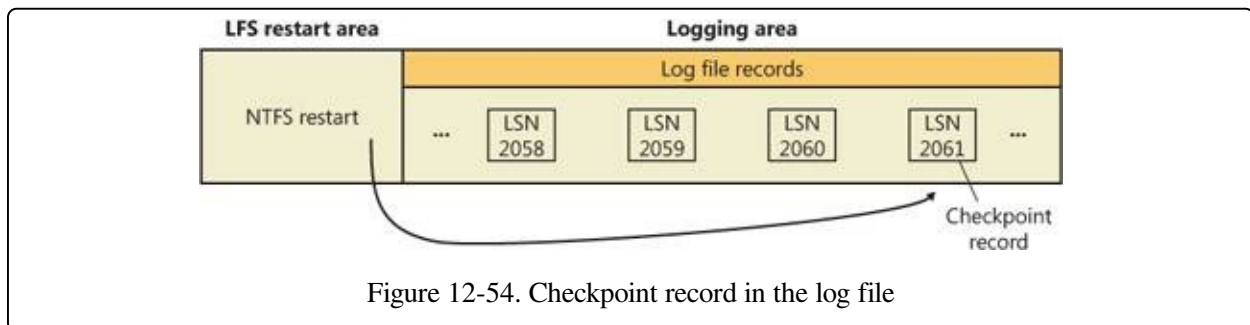 LFS restart area
Logging area
Log file records
NTFS restart
... LSN 2058 LSN 2059 LSN 2060 LSN 2061 ...
Checkpoint
record
Figure 12-54. Checkpoint record in the log file